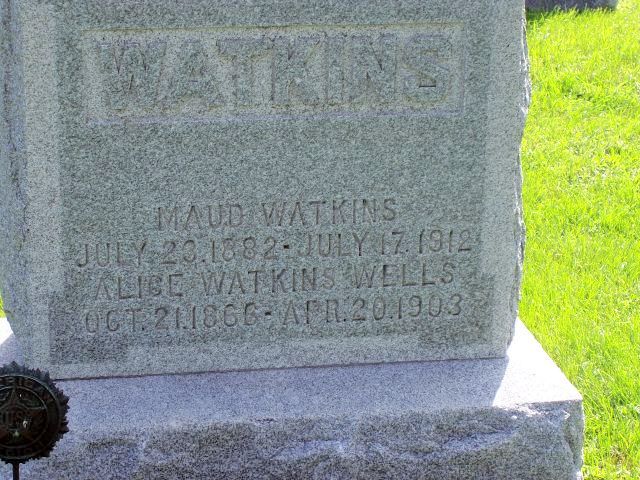 WATKINS
MAUD WATKINS
JULY 23.1882-JULY 17.1912
ALICE WATKINS WELLS
OCT.21.1866-APR.20.1903